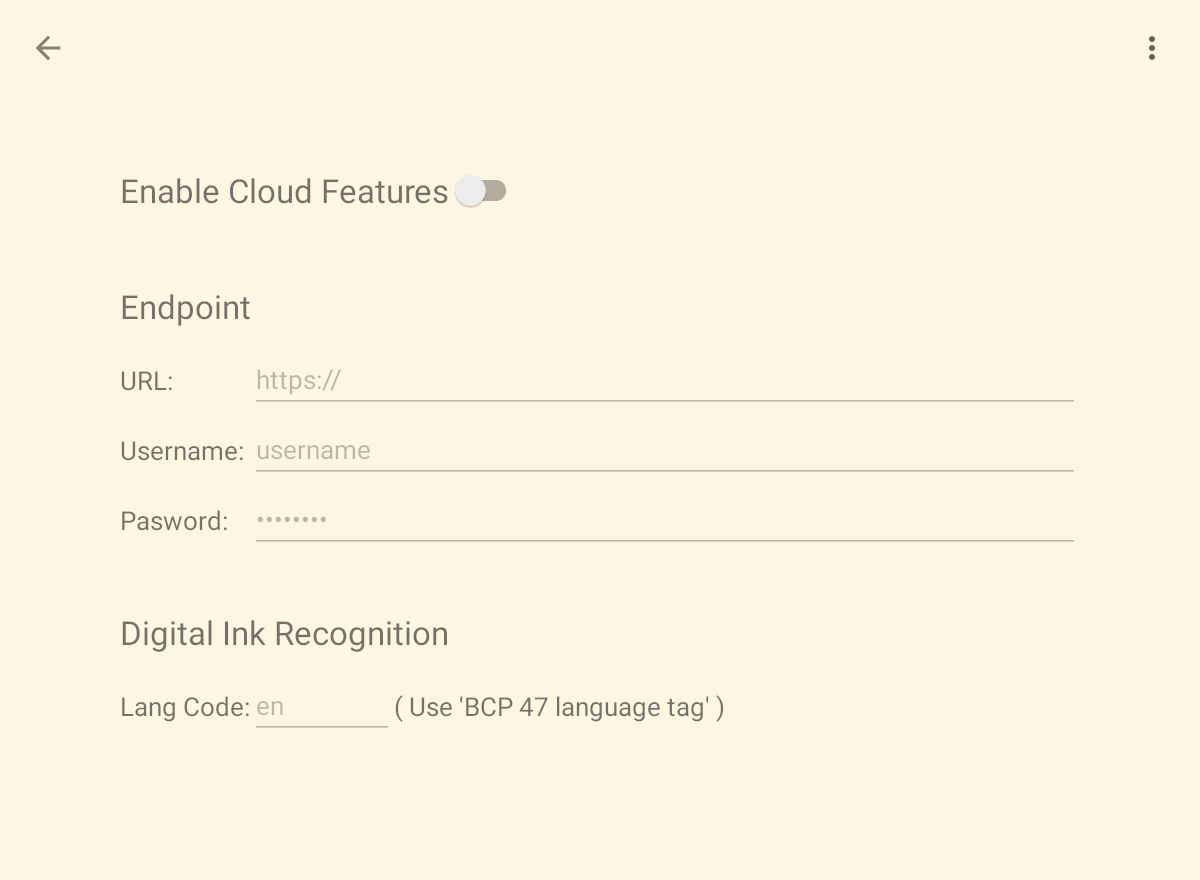 Enable Cloud Features
Endpoint
URL: https://
Username: username
Pasword: ••••••••
Digital Ink Recognition
Lang Code: en ( Use 'BCP 47 language tag' )